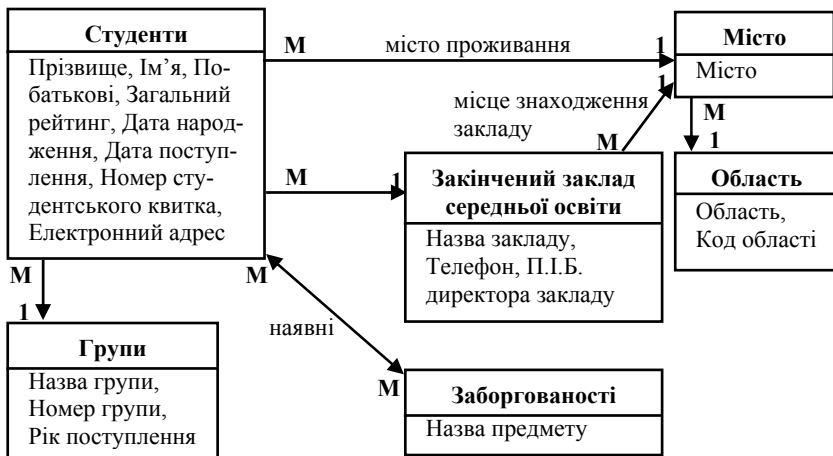 Студенти
Прізвище, Ім’я, По-
батькові, Загальний
рейтинг, Дата народ-
ження, Дата поступ-
лення, Номер сту-
дентського квитка,
Електронний адрес
М
місто проживання
1
Місто
Місто
1
місце знаходження
закладу
М
М
1
М
1
Закінчений заклад
середньої освіти
Назва закладу,
Телефон, П.І.Б.
директора закладу
Область
Область,
Код області
М
1
М
наявні
М
Групи
Назва групи,
Номер групи,
Рік поступлення
Заборгованості
Назва предмету